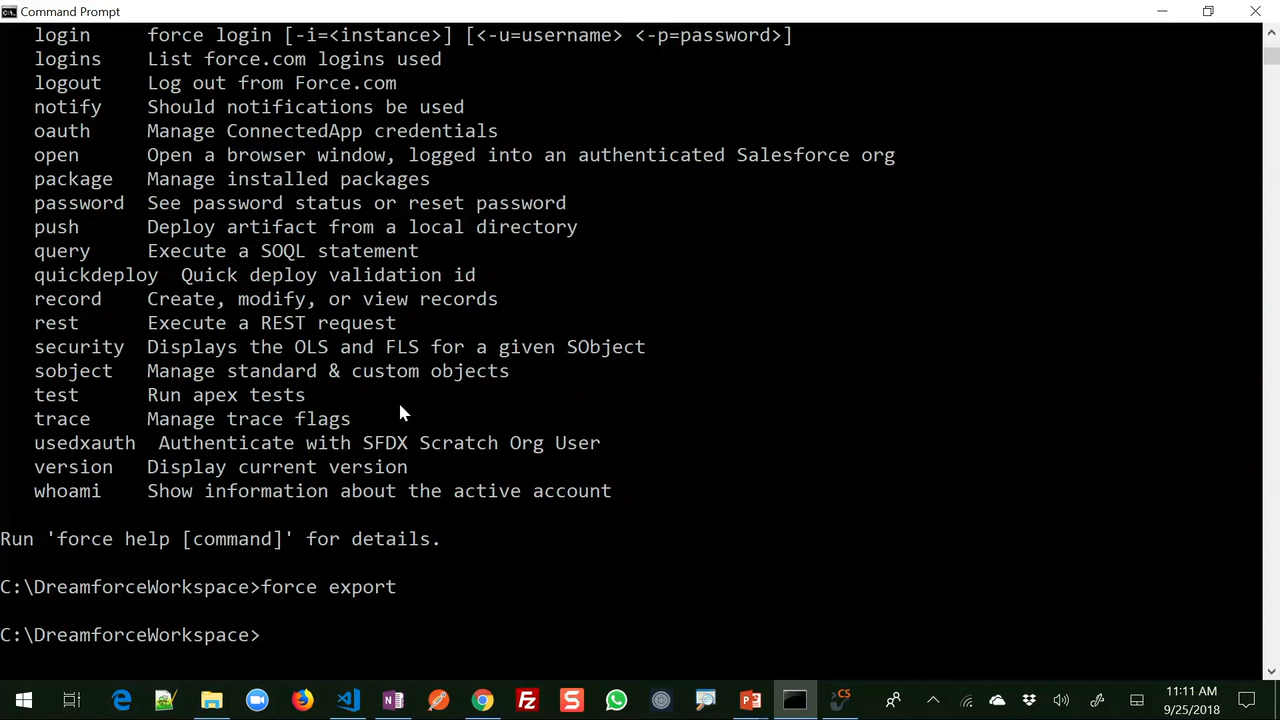 Command Prompt
login force login [-i=<instance>] [<-u=username> <-p=password>]
logins List force.com logins used
logout Log out from Force.com
notify Should notifications be used
oauth Manage ConnectedApp credentials
open Open a browser window, logged into an authenticated Salesforce org
package Manage installed packages
password See password status or reset password
push Deploy artifact from a local directory
query Execute a SOQL statement
quickdeploy Quick deploy validation id
record Create, modify, or view records
rest Execute a REST request
security Displays the OLS and FLS for a given SObject
sobject Manage standard & custom objects
test Run apex tests
trace Manage trace flags
usedxauth Authenticate with SFDX Scratch Org User
version Display current version
whoami Show information about the active account
Run 'force help [command]' for details.
C:\DreamforceWorkspace>force export
C:\DreamforceWorkspace>
11:11 AM
9/25/2018